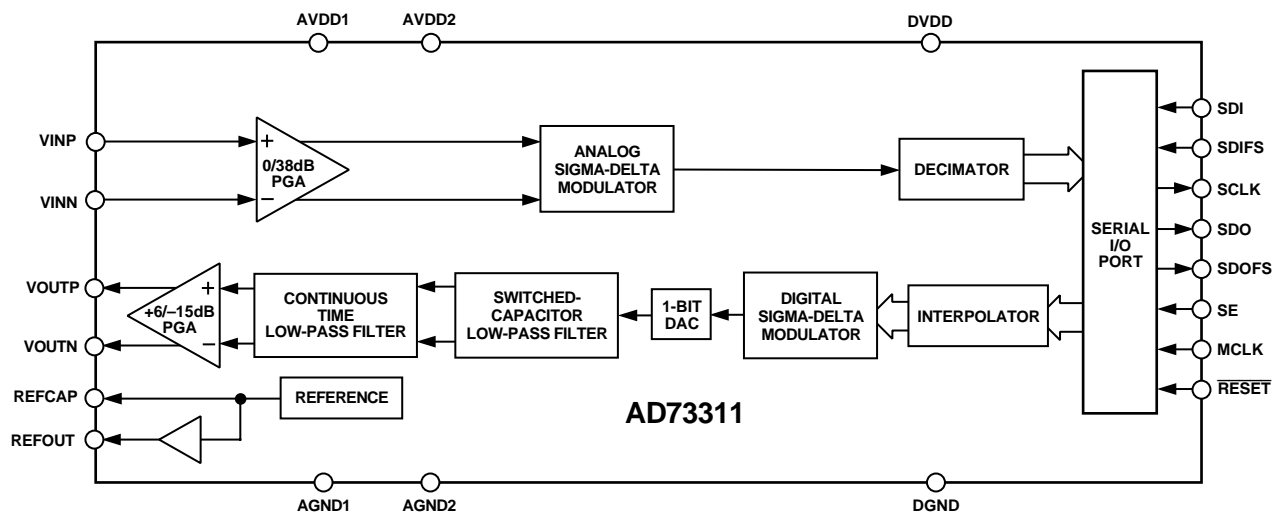 AVDD1
AVDD2
DVDD
VINP
VINN
+
0/38dB
PGA
−
ANALOG
SIGMA-DELTA
MODULATOR
DECIMATOR
SERIAL
I/O
PORT
SDI
SDIFS
SCLK
SDO
SDOFS
SE
MCLK
RESET
VOUTP
VOUTN
+
+6/–15dB
PGA
−
CONTINUOUS
TIME
LOW-PASS FILTER
SWITCHED-
CAPACITOR
LOW-PASS FILTER
1-BIT
DAC
DIGITAL
SIGMA-DELTA
MODULATOR
INTERPOLATOR
REFCAP
REFOUT
REFERENCE
AD73311
AGND1
AGND2
DGND